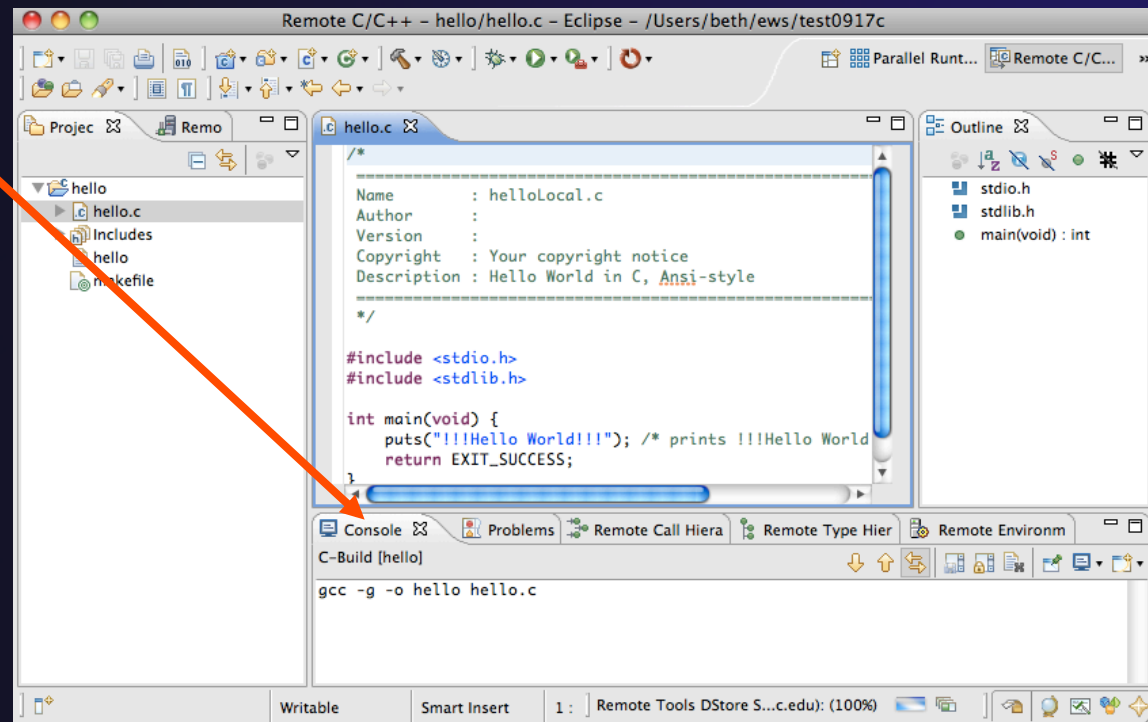 Remote C/C++ – hello/hello.c – Eclipse – /Users/beth/ews/test0917c
Parallel Runt...
Remote C/C...
Projec
Remo
hello
hello.c
Includes
hello
makefile
hello.c
/*
============================================================
Name : helloLocal.c
Author :
Version :
Copyright : Your copyright notice
Description : Hello World in C, Ansi-style
============================================================
*/
#include <stdio.h>
#include <stdlib.h>
int main(void) {
puts("!!!Hello World!!!"); /* prints !!!Hello World
return EXIT_SUCCESS;
}
Outline
stdio.h
stdlib.h
main(void) : int
Console
Problems
Remote Call Hiera
Remote Type Hier
Remote Environm
C-Build [hello]
gcc -g -o hello hello.c
Writable
Smart Insert
1 :
Remote Tools DStore S...c.edu): (100%)